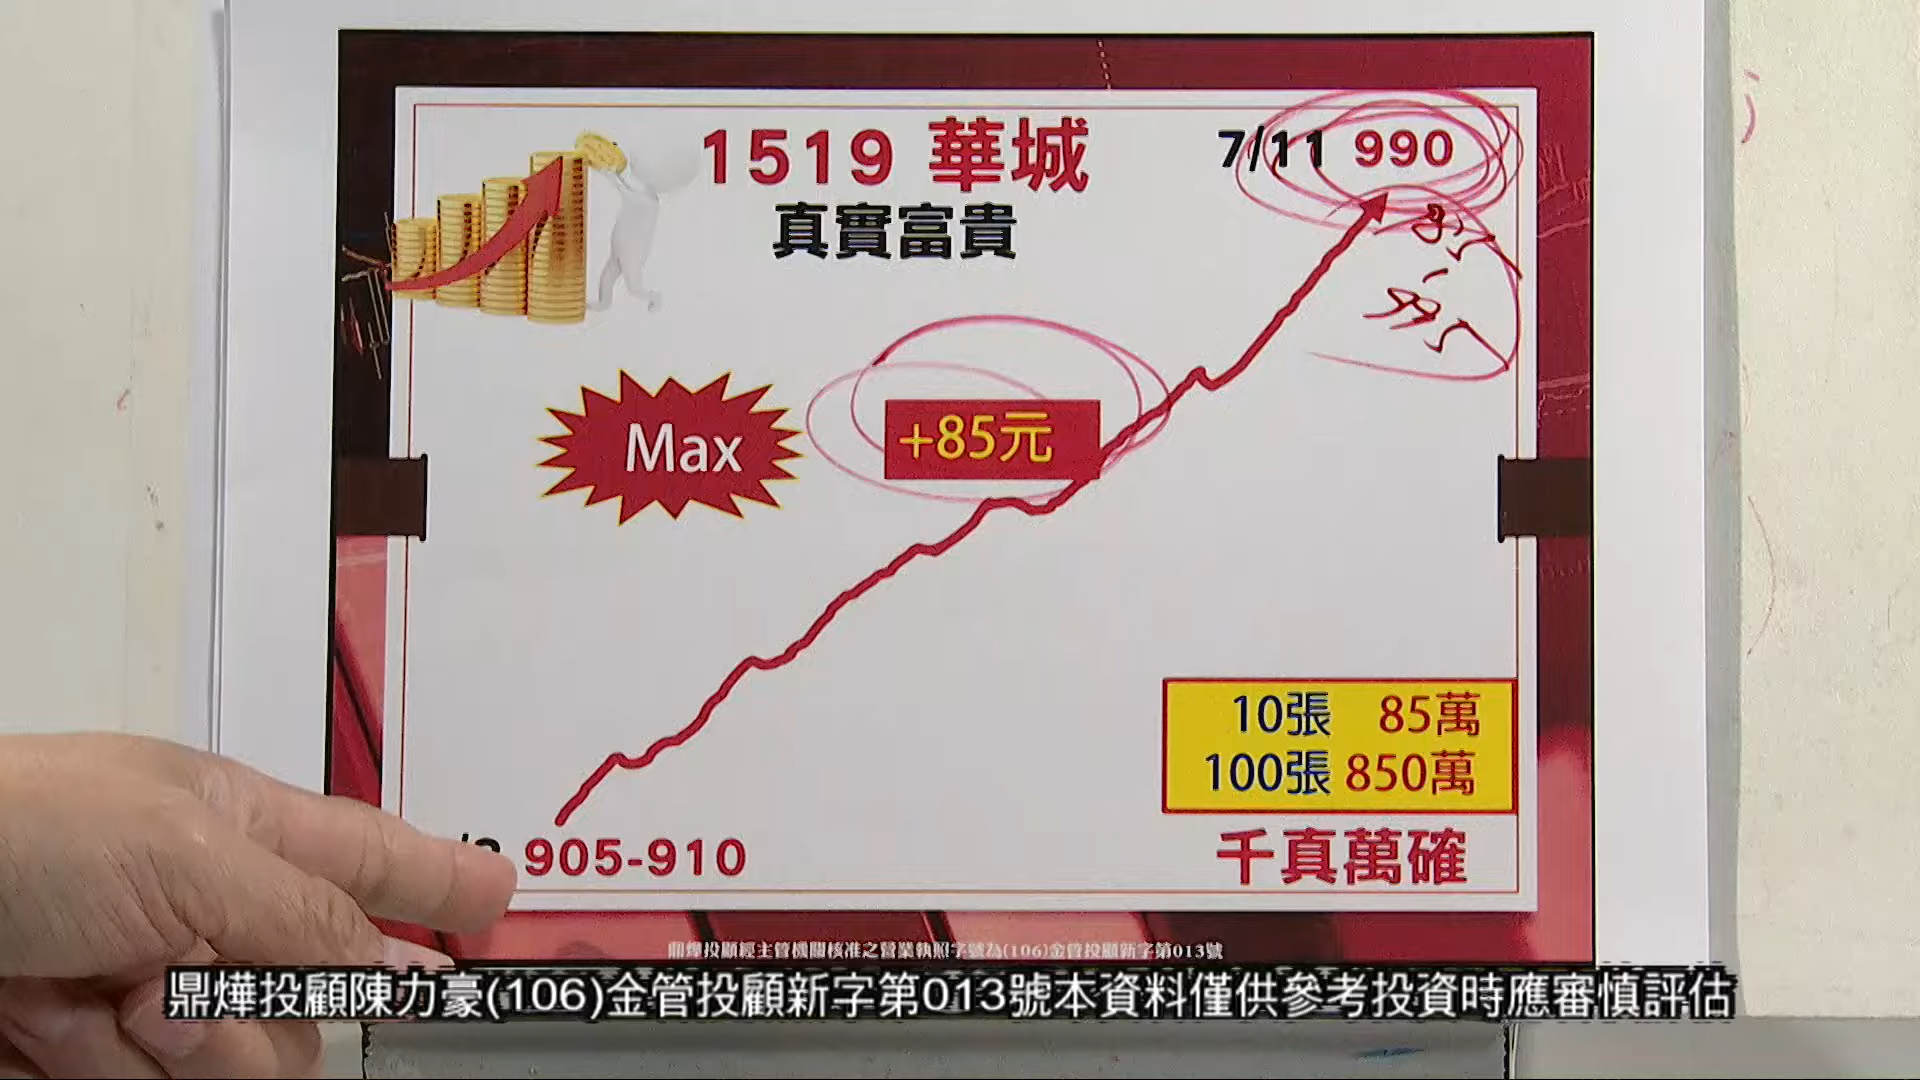 1519 華城
7/11 990
真實富貴
995
Max
+85元
10張 85萬
100張 850萬
905-910
千真萬確
鼎燁投顧經主管機關核准之營業執照字號為(106)金管投顧新字第013號
鼎燁投顧陳力豪(106)金管投顧新字第013號本資料僅供參考投資時應審慎評估